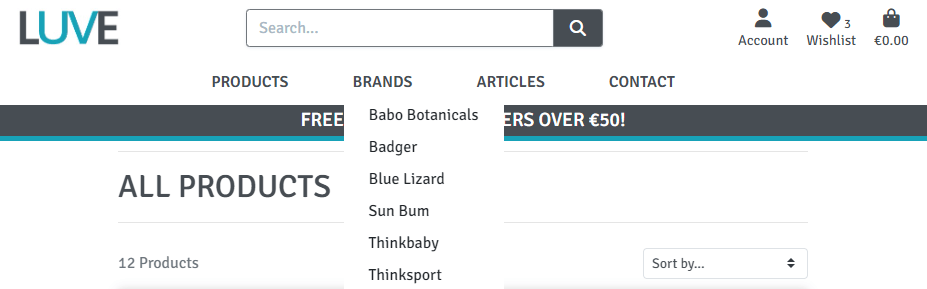 LUVE
Search...
Account
3
Wishlist
€0.00
PRODUCTS
BRANDS
ARTICLES
CONTACT
FREE
ERS OVER €50!
Babo Botanicals
Badger
Blue Lizard
Sun Bum
Thinkbaby
Thinksport
ALL PRODUCTS
12 Products
Sort by...